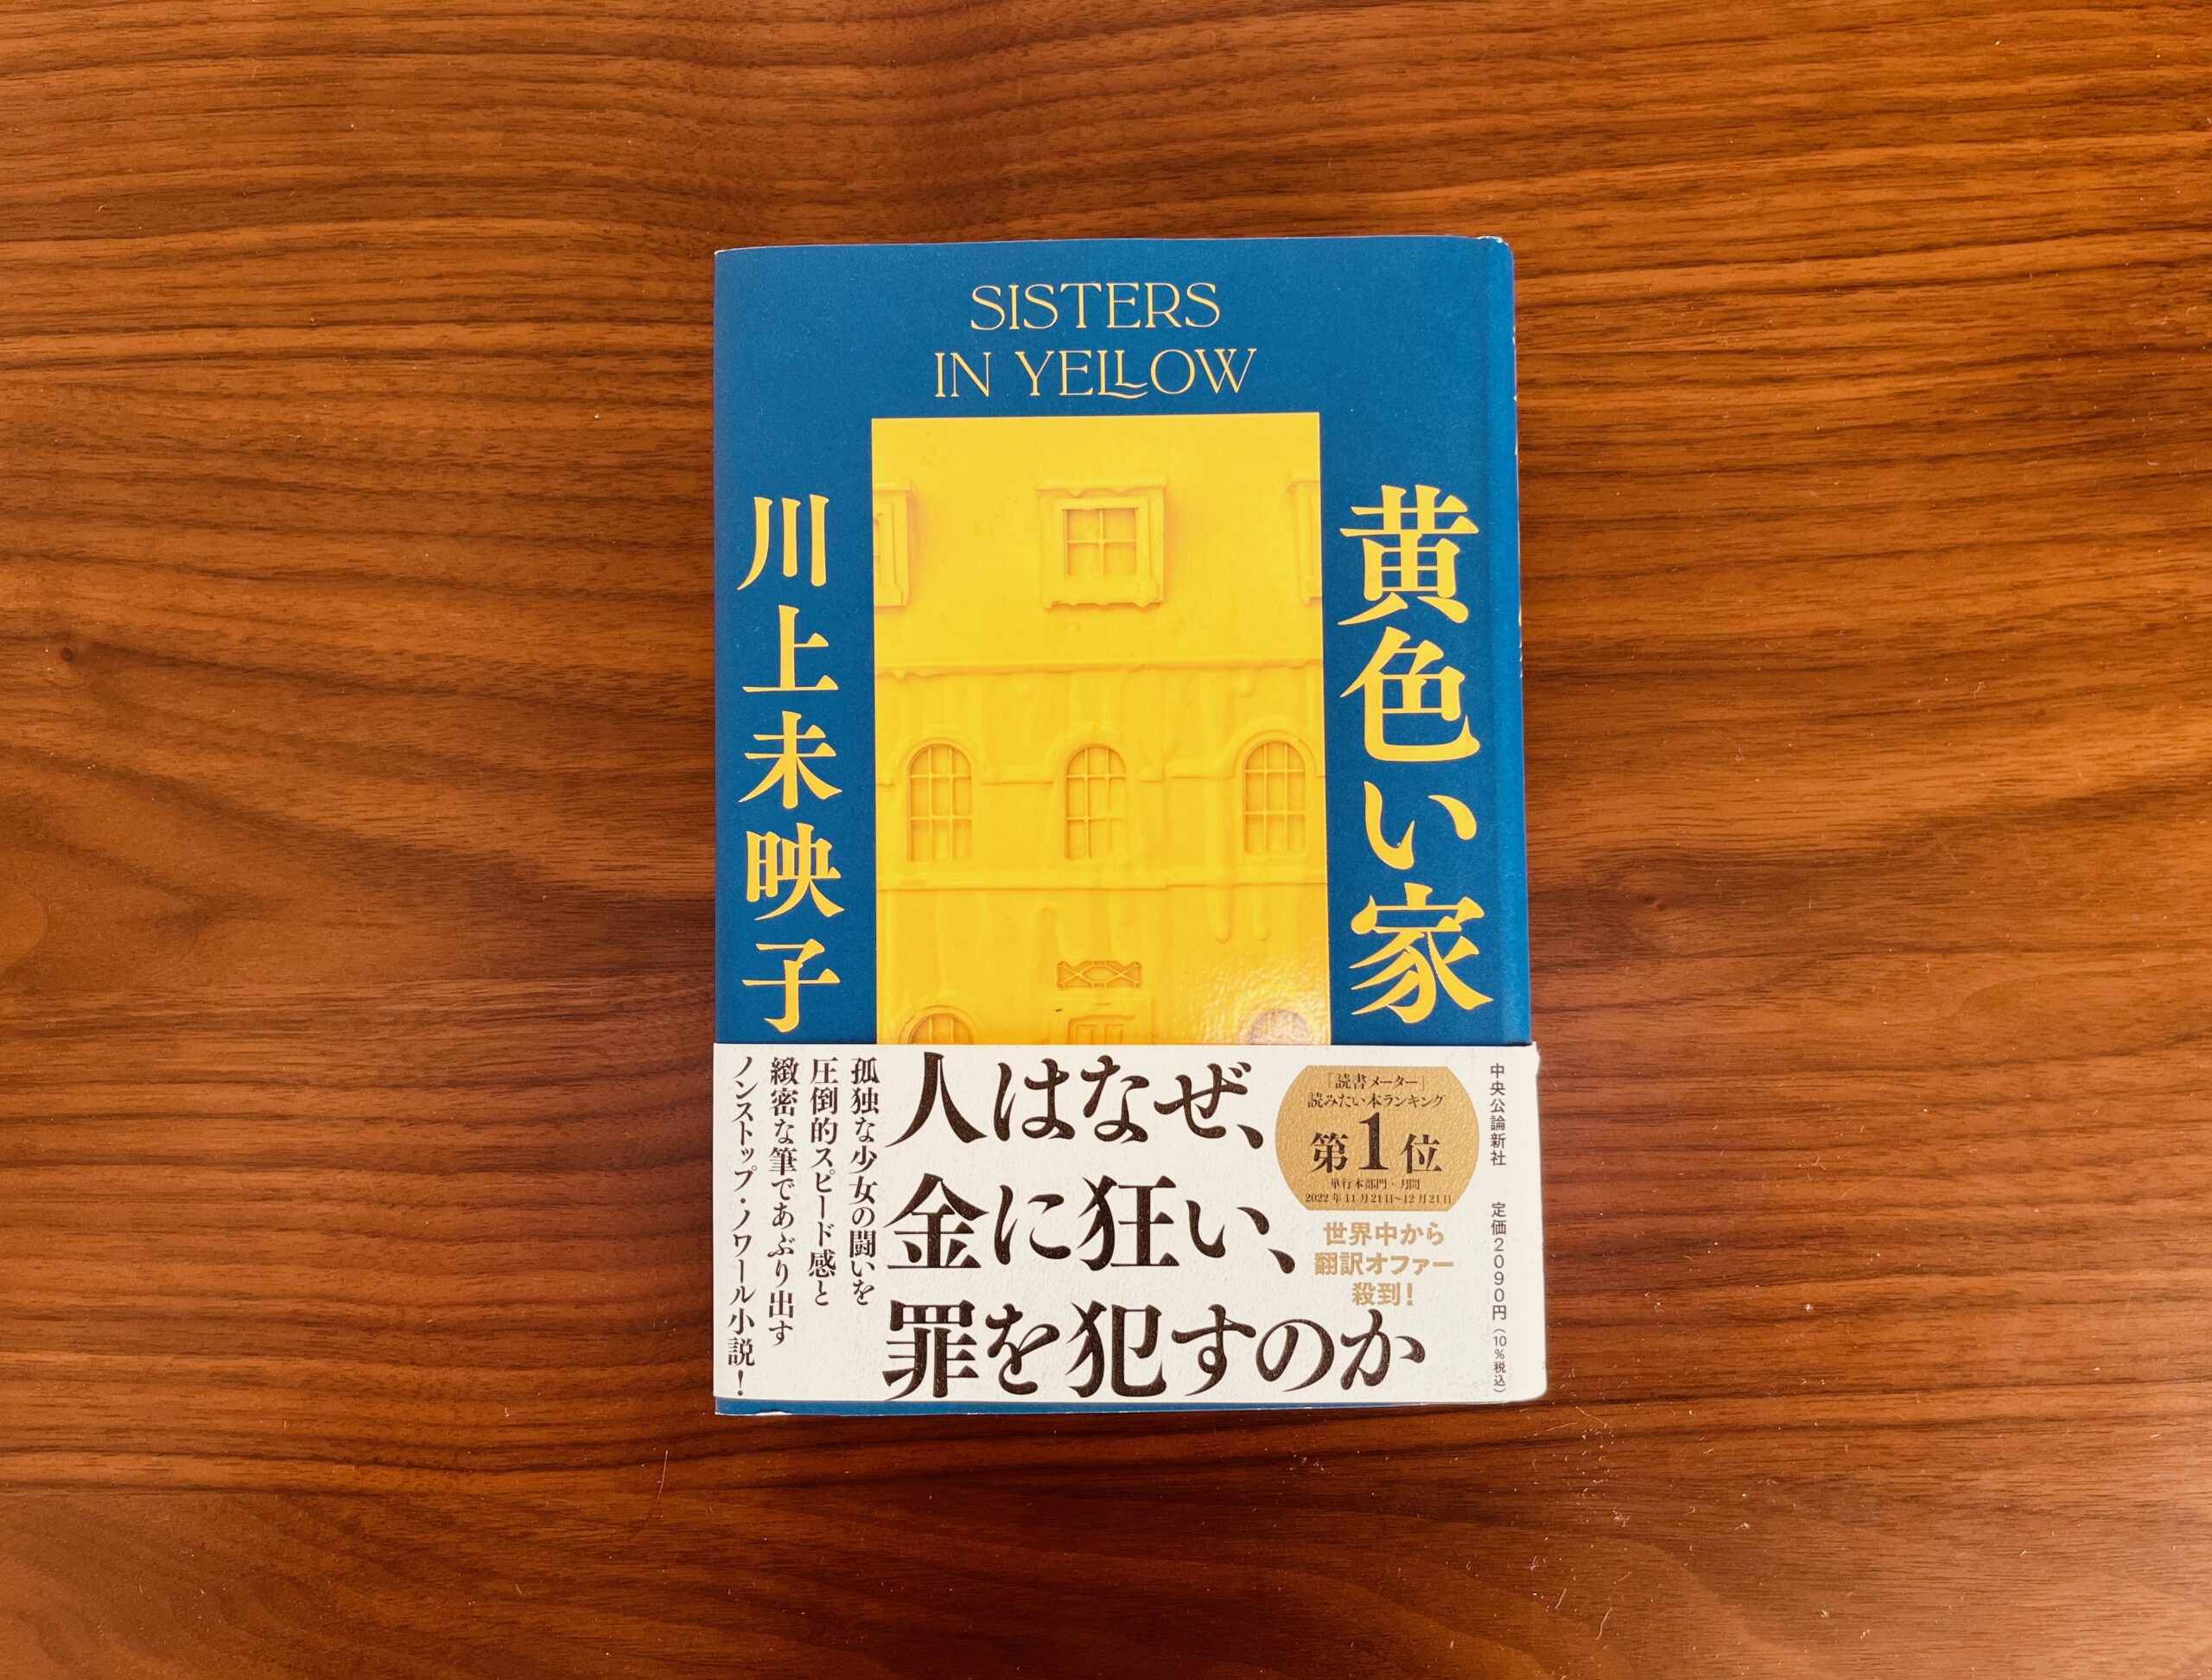 SISTERS
IN YELLOW
黄色い家
川上未映子
人はなぜ、
金に狂い、
罪を犯すのか
「読書メーター」
読みたい本ランキング
第1位
単行本部門・月間
2022年11月21日~12月21日
世界中から
翻訳オファー
殺到!
孤独な少女の闘いを
圧倒的スピード感と
緻密な筆であぶり出す
ノンストップ・ノワール小説!
中央公論新社 定価2090円(10%税込)